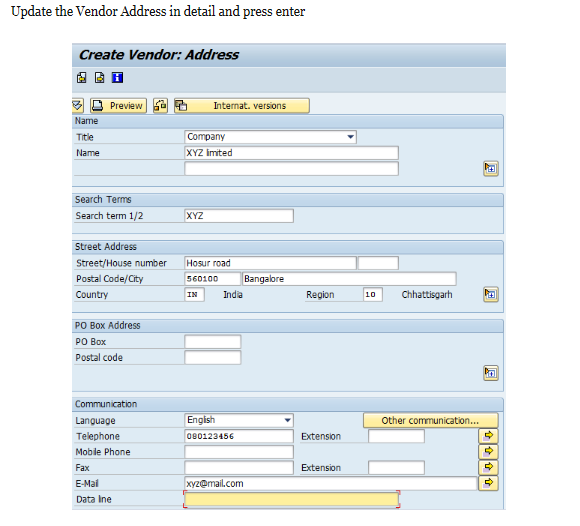 Update the Vendor Address in detail and press enter
Create Vendor: Address
Preview Internat. versions
Name
Title Company
Name XYZ limited
Search Terms
Search term 1/2 XYZ
Street Address
Street/House number Hosur road
Postal Code/City 560100 Bangalore
Country IN India Region 10 Chhattisgarh
PO Box Address
PO Box
Postal code
Communication
Language English Other communication...
Telephone 080123456 Extension
Mobile Phone
Fax Extension
E-Mail xyz@mail.com
Data line